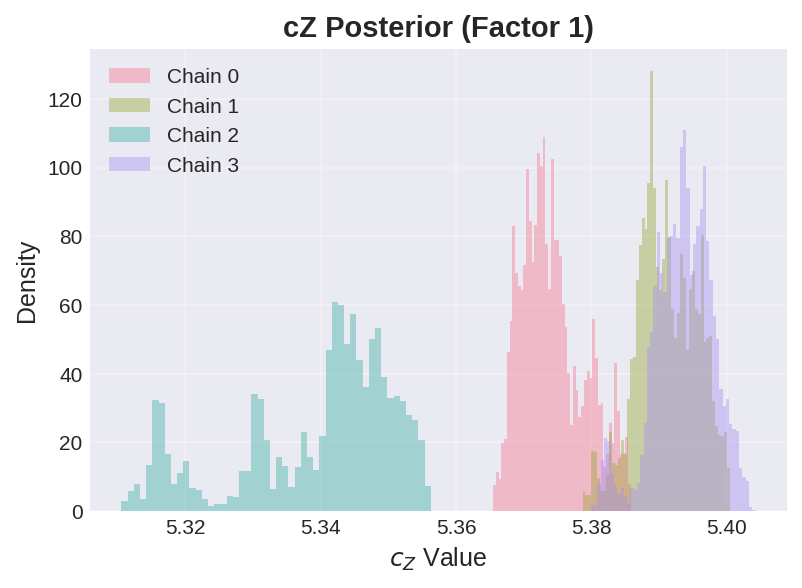 cZ Posterior (Factor 1)
Chain 0
Chain 1
Chain 2
Chain 3
Density
120
100
80
60
40
20
0
5.32
5.34
5.36
5.38
5.40
c_Z Value